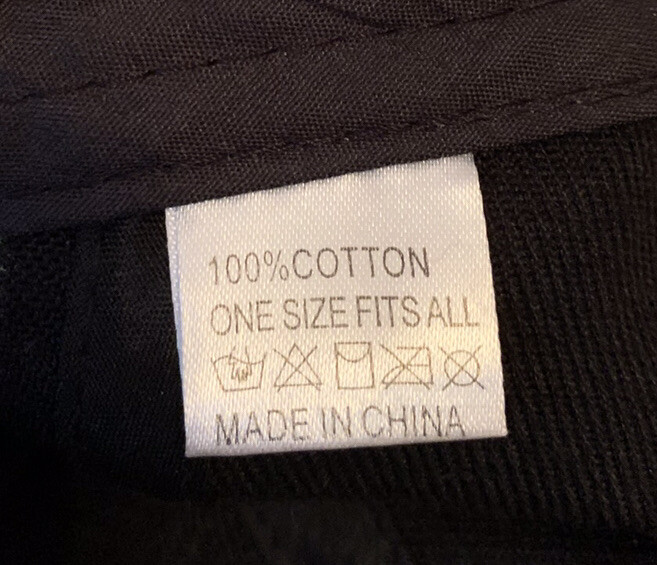 100%COTTON
ONE SIZE FITS ALL
MADE IN CHINA